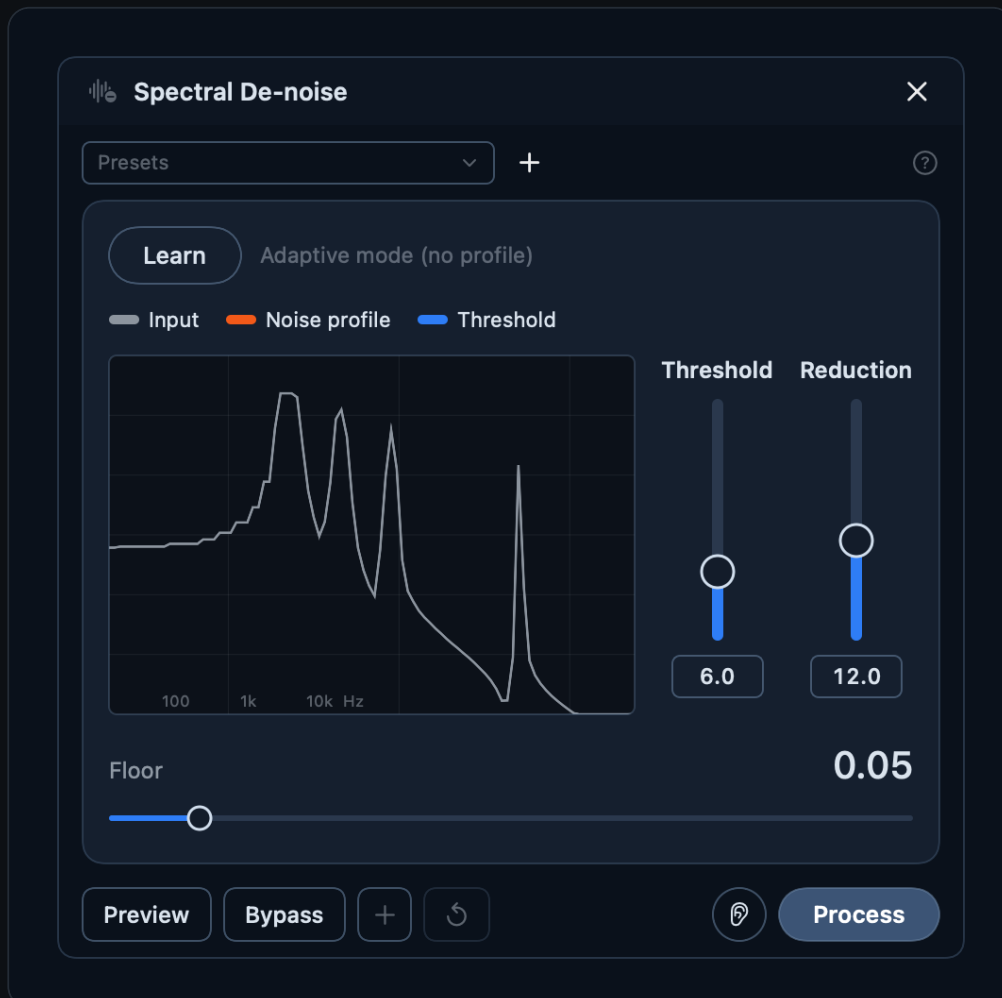 Spectral De-noise
Presets
?
Learn Adaptive mode (no profile)
Input Noise profile Threshold
Threshold Reduction
100 1k 10k Hz
6.0 12.0
Floor 0.05
Preview Bypass Process